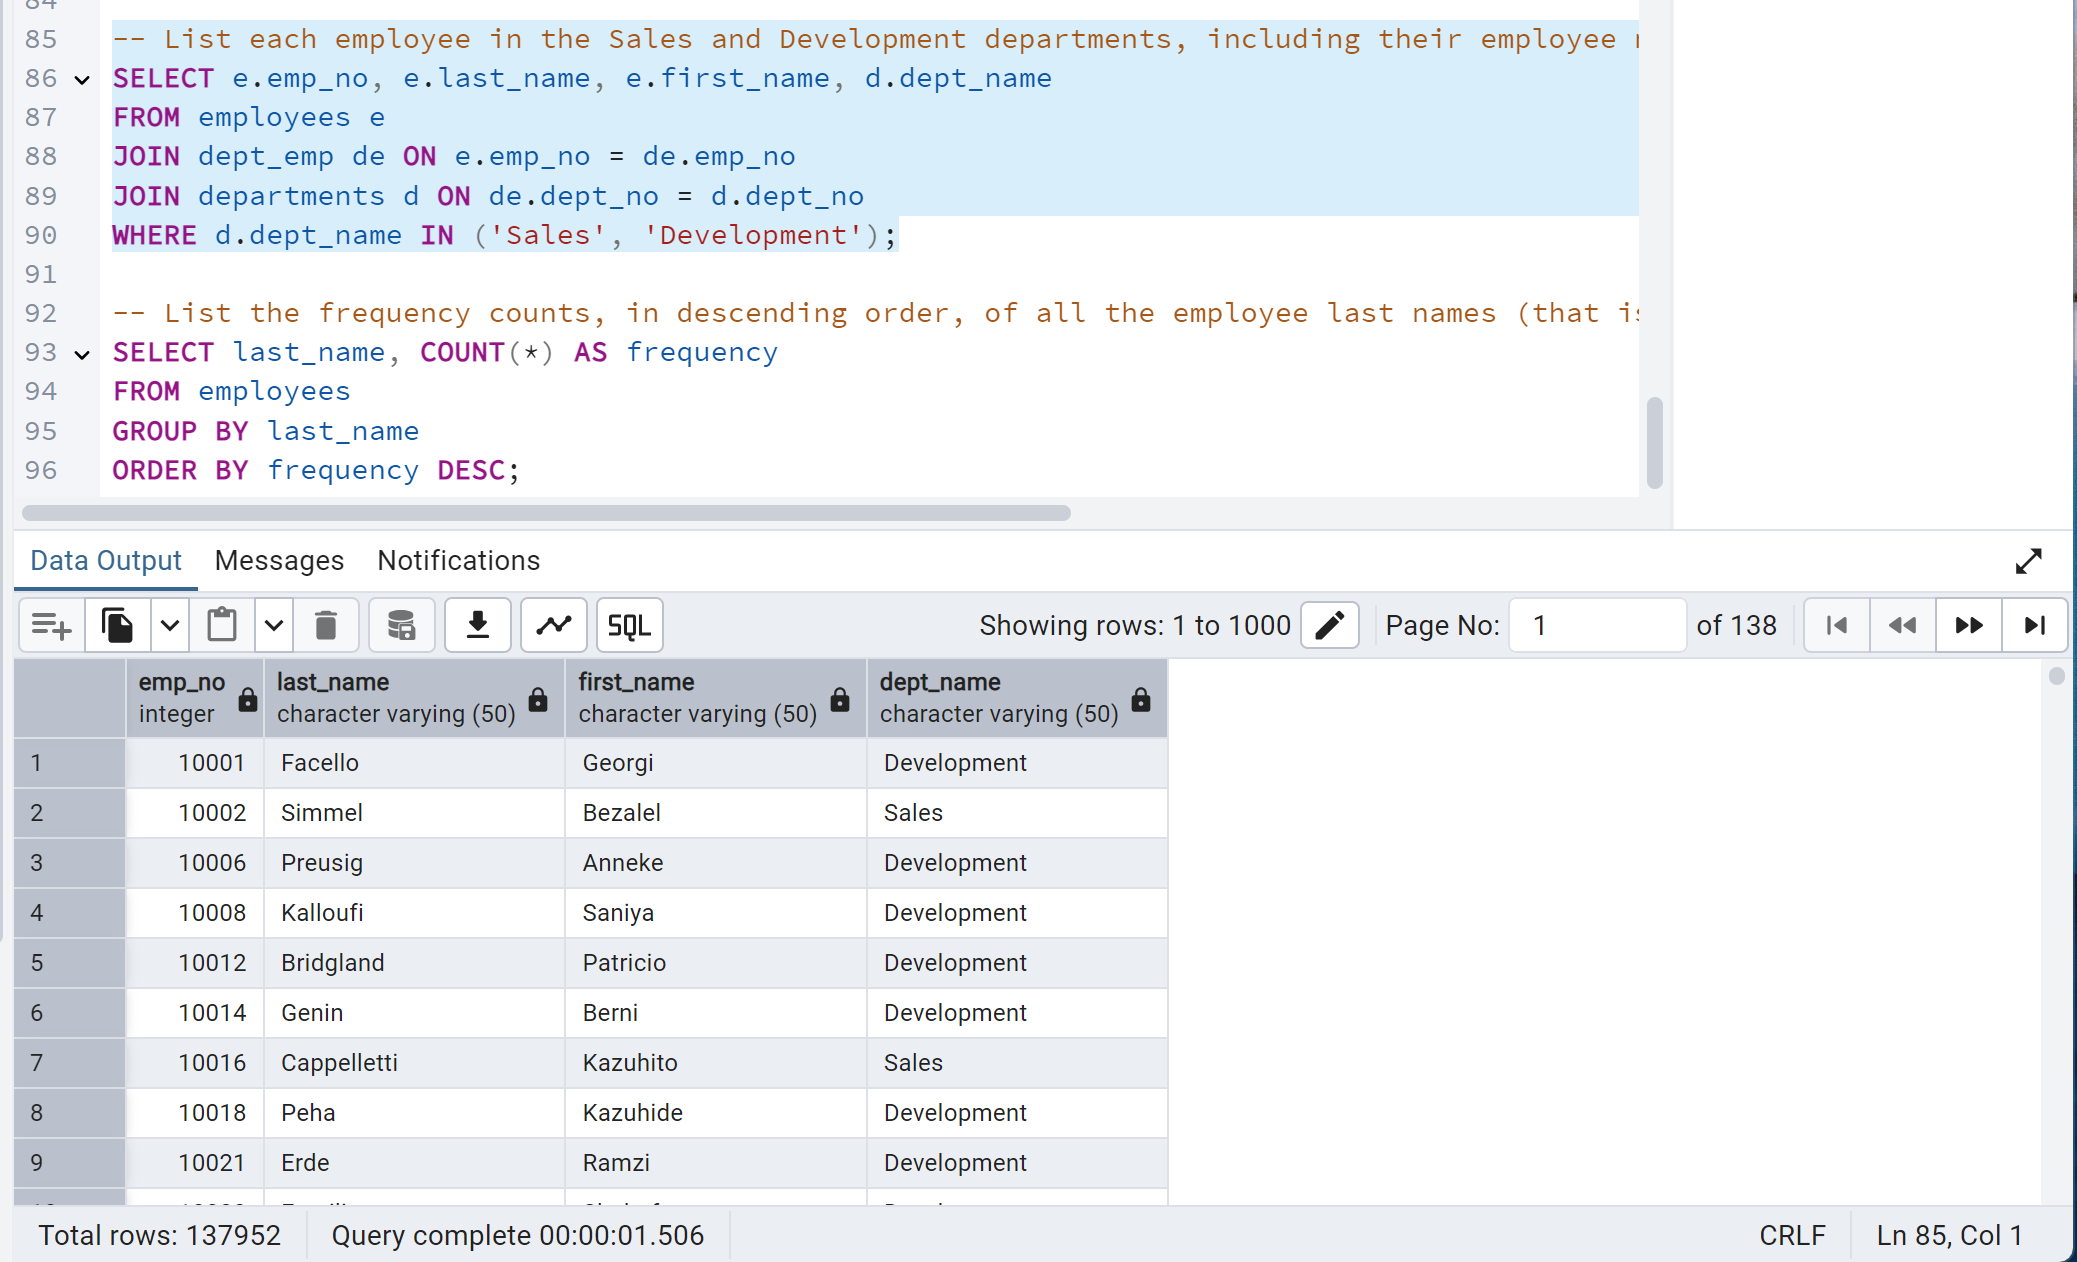 84
85 -- List each employee in the Sales and Development departments, including their employee
86 SELECT e.emp_no, e.last_name, e.first_name, d.dept_name
87 FROM employees e
88 JOIN dept_emp de ON e.emp_no = de.emp_no
89 JOIN departments d ON de.dept_no = d.dept_no
90 WHERE d.dept_name IN ('Sales', 'Development');
91
92 -- List the frequency counts, in descending order, of all the employee last names (that is
93 SELECT last_name, COUNT(*) AS frequency
94 FROM employees
95 GROUP BY last_name
96 ORDER BY frequency DESC;
Data Output Messages Notifications
SQL Showing rows: 1 to 1000 Page No: 1 of 138
emp_no last_name first_name dept_name
integer character varying (50) character varying (50) character varying (50)
1 10001 Facello Georgi Development
2 10002 Simmel Bezalel Sales
3 10006 Preusig Anneke Development
4 10008 Kalloufi Saniya Development
5 10012 Bridgland Patricio Development
6 10014 Genin Berni Development
7 10016 Cappelletti Kazuhito Sales
8 10018 Peha Kazuhide Development
9 10021 Erde Ramzi Development
Total rows: 137952 Query complete 00:00:01.506 CRLF Ln 85, Col 1